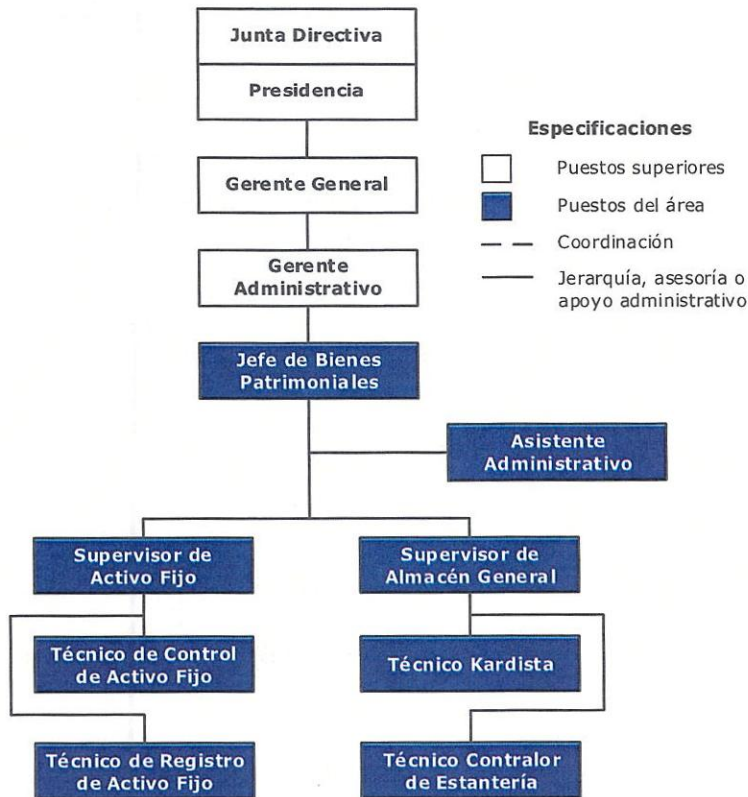 Junta Directiva
Presidencia
Gerente General
Gerente
Administrativo
Especificaciones
Puestos superiores
Puestos del área
Coordinación
Jerarquía, asesoría o
apoyo administrativo
Jefe de Bienes
Patrimoniales
Asistente
Administrativo
Supervisor de
Activo Fijo
Supervisor de
Almacén General
Técnico de Control
de Activo Fijo
Técnico Kardista
Técnico de Registro
de Activo Fijo
Técnico Contralor
de Estantería